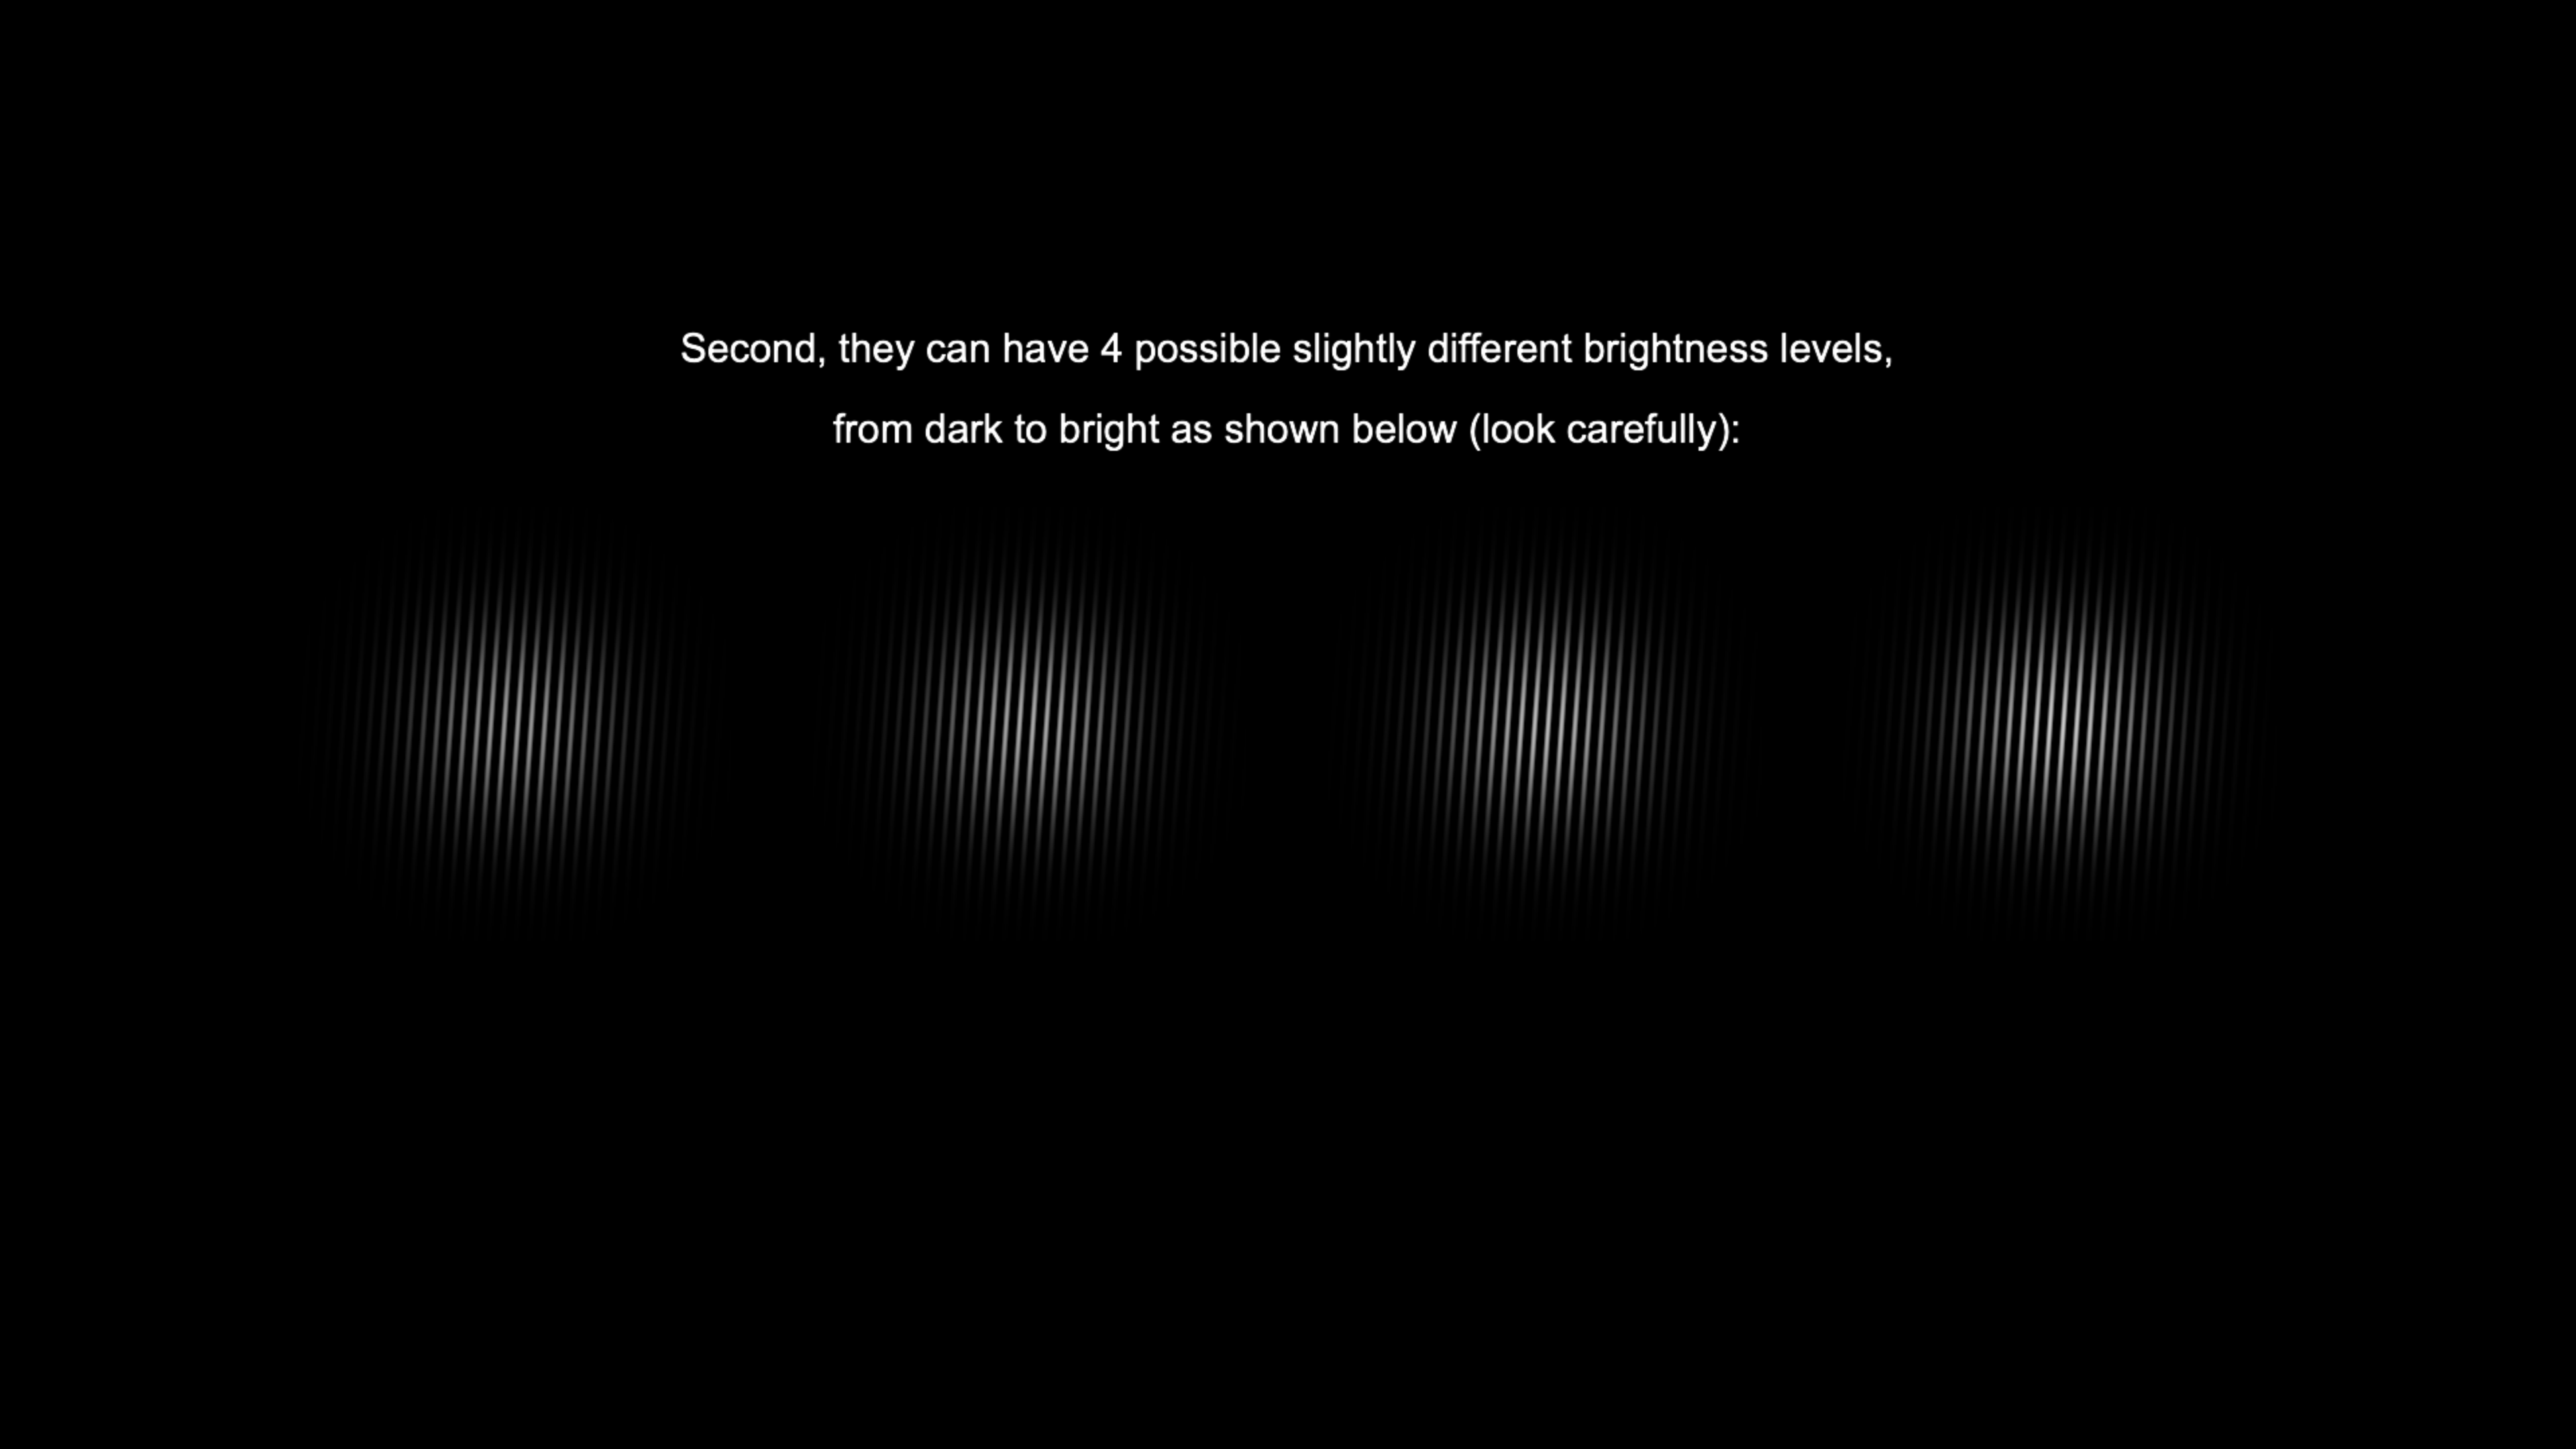 Second, they can have 4 possible slightly different brightness levels,
from dark to bright as shown below (look carefully):